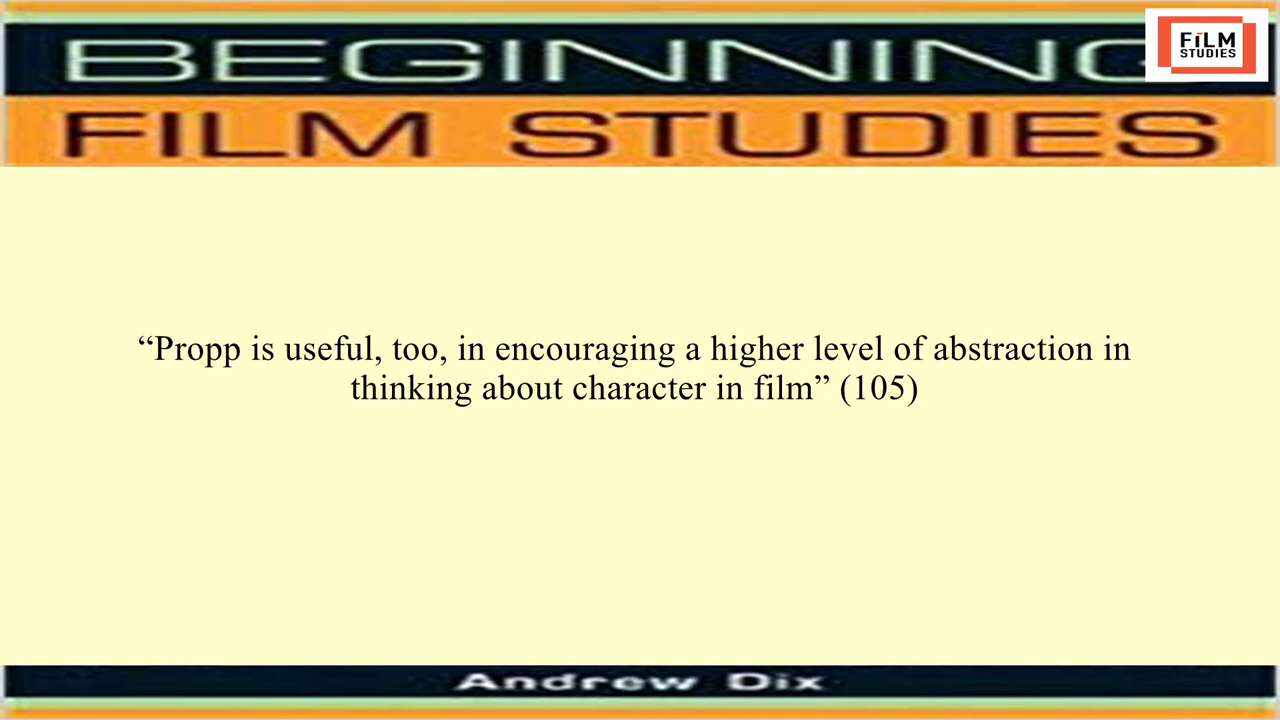 BEGINNING
FiLM
STUDIES
FILM STUDIES
“Propp is useful, too, in encouraging a higher level of abstraction in
thinking about character in film” (105)
Andrew Dix